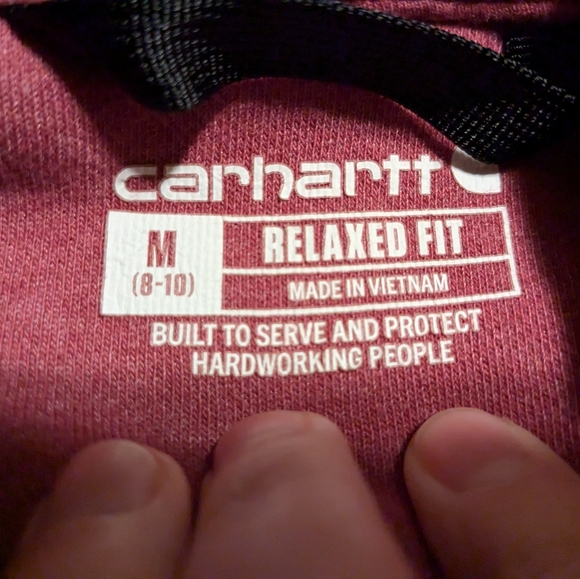 carhartt
M
(8-10)
RELAXED FIT
MADE IN VIETNAM
BUILT TO SERVE AND PROTECT
HARDWORKING PEOPLE